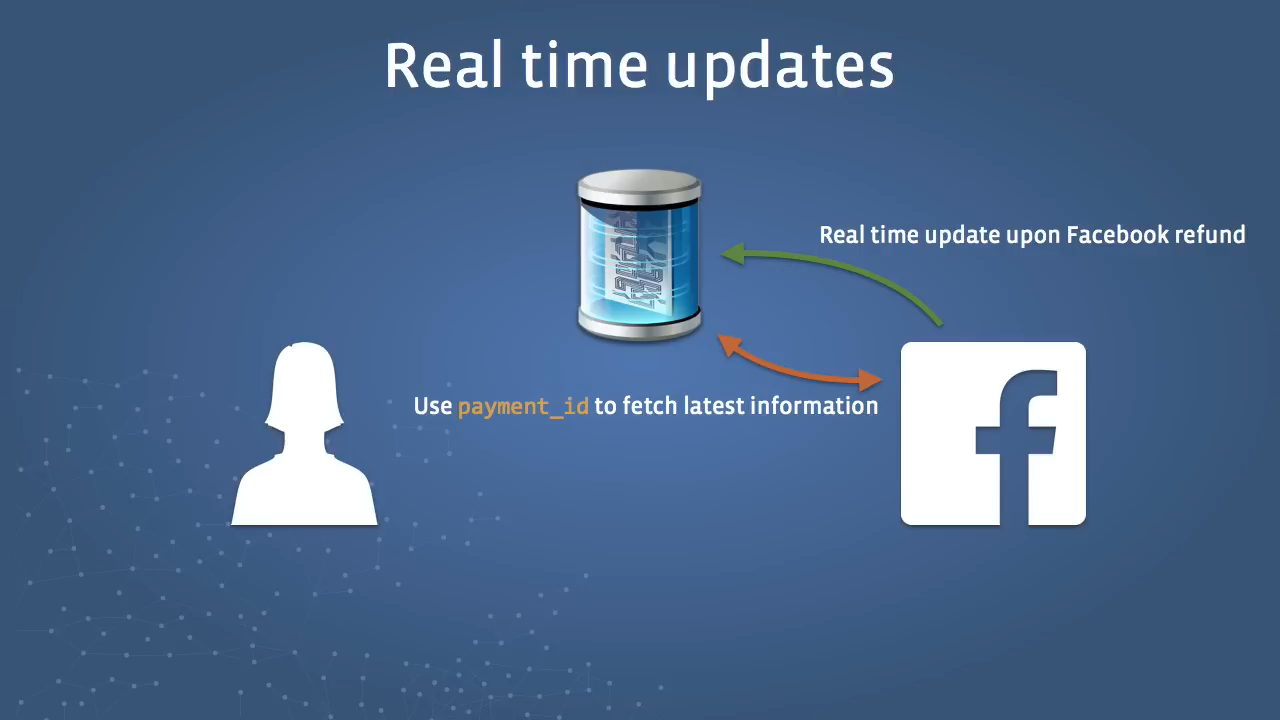 Real time updates
Real time update upon Facebook refund
Use payment_id to fetch latest information